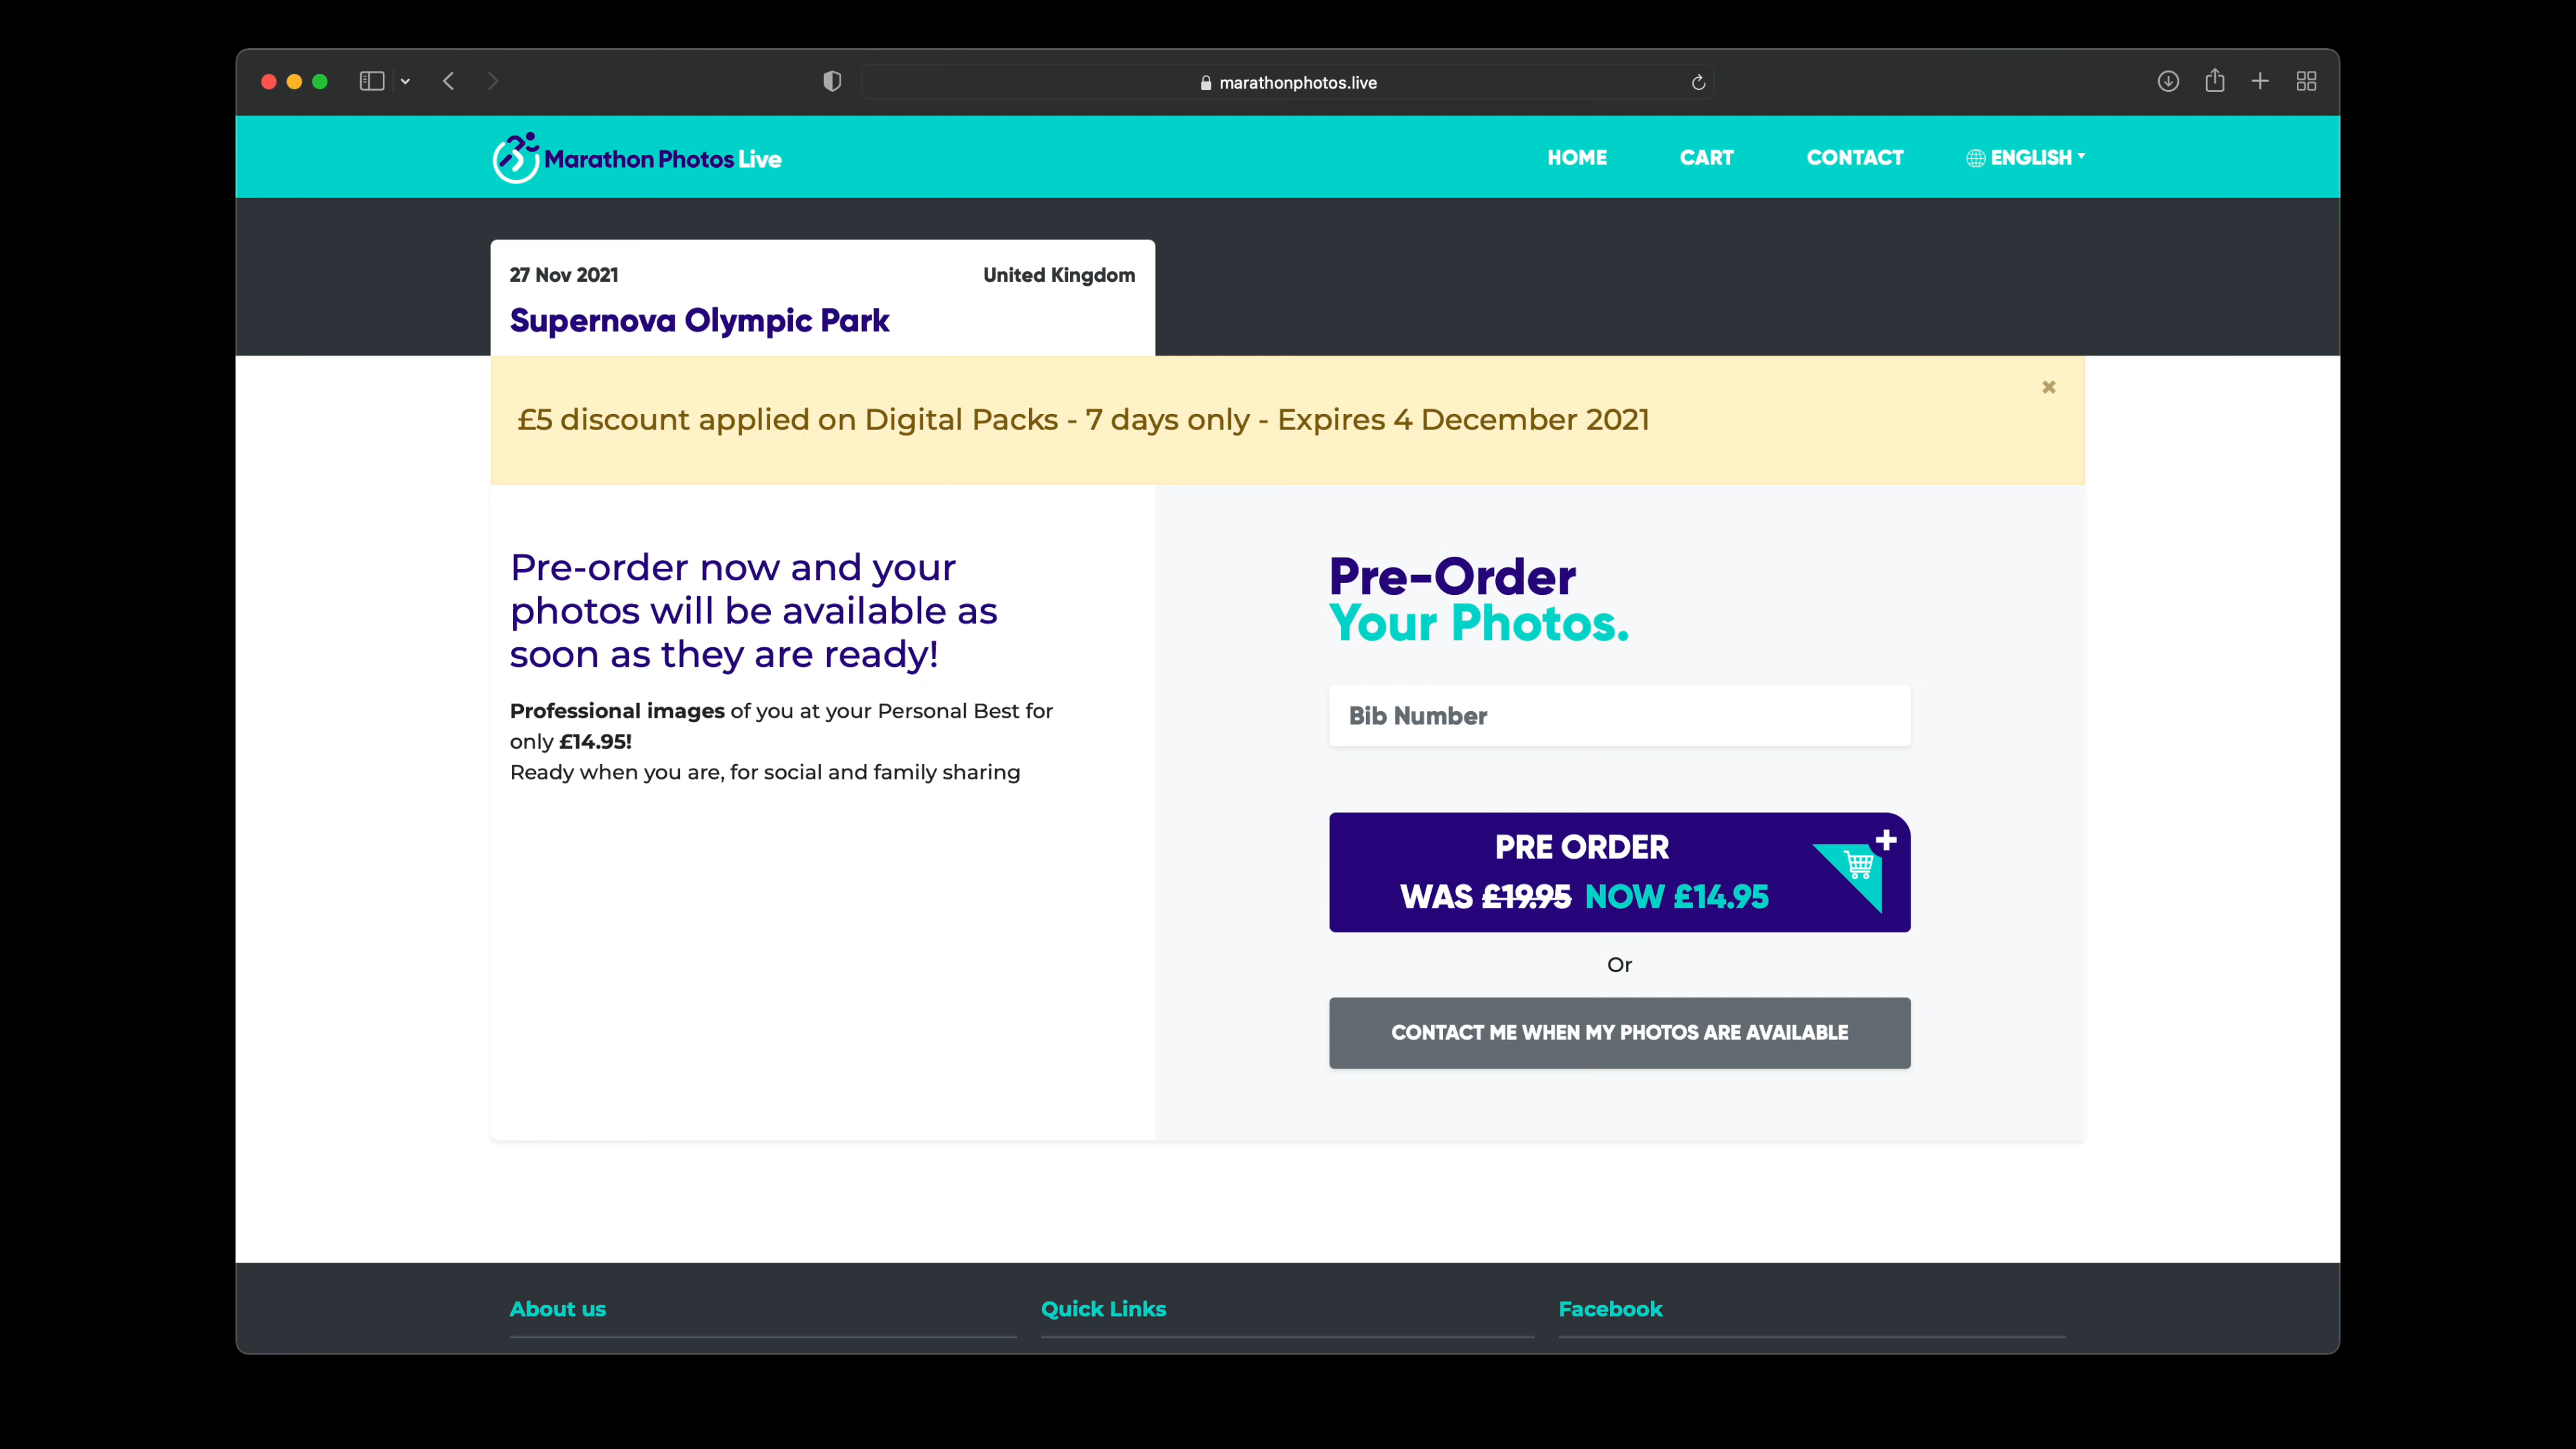 marathonphotos.live
Marathon Photos Live
HOME
CART
CONTACT
ENGLISH
27 Nov 2021
United Kingdom
Supernova Olympic Park
£5 discount applied on Digital Packs - 7 days only - Expires 4 December 2021
Pre-order now and your
photos will be available as
soon as they are ready!
Professional images of you at your Personal Best for
only £14.95!
Ready when you are, for social and family sharing
Pre-Order
Your Photos.
Bib Number
PRE ORDER
WAS £19.95 NOW £14.95
Or
CONTACT ME WHEN MY PHOTOS ARE AVAILABLE
About us
Quick Links
Facebook